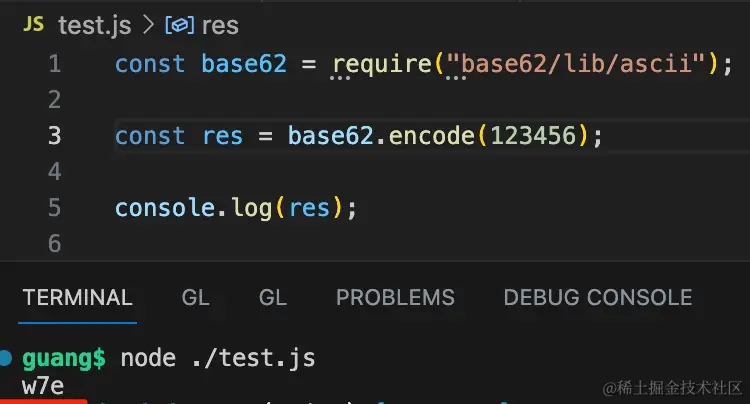 JS test.js > res
1 const base62 = require("base62/lib/ascii");
2
3 const res = base62.encode(123456);
4
5 console.log(res);
6
TERMINAL GL GL PROBLEMS DEBUG CONSOLE
guang$ node ./test.js
w7e
@稀土掘金技术社区